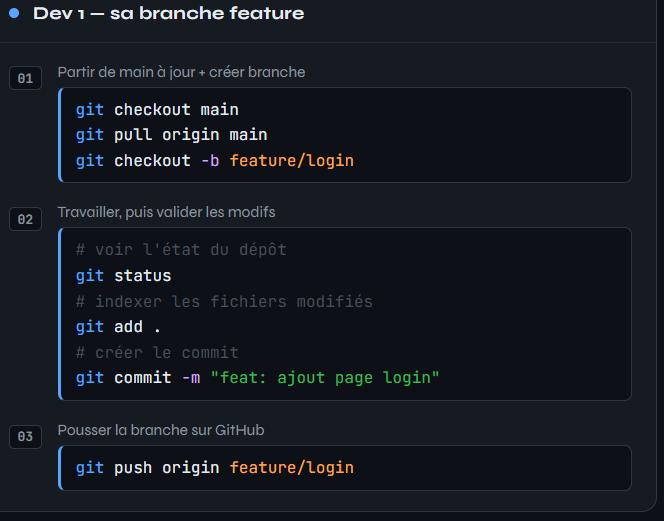 Dev 1 — sa branche feature
01
Partir de main à jour + créer branche
git checkout main
git pull origin main
git checkout -b feature/login
02
Travailler, puis valider les modifs
# voir l'état du dépôt
git status
# indexer les fichiers modifiés
git add .
# créer le commit
git commit -m "feat: ajout page login"
03
Pousser la branche sur GitHub
git push origin feature/login